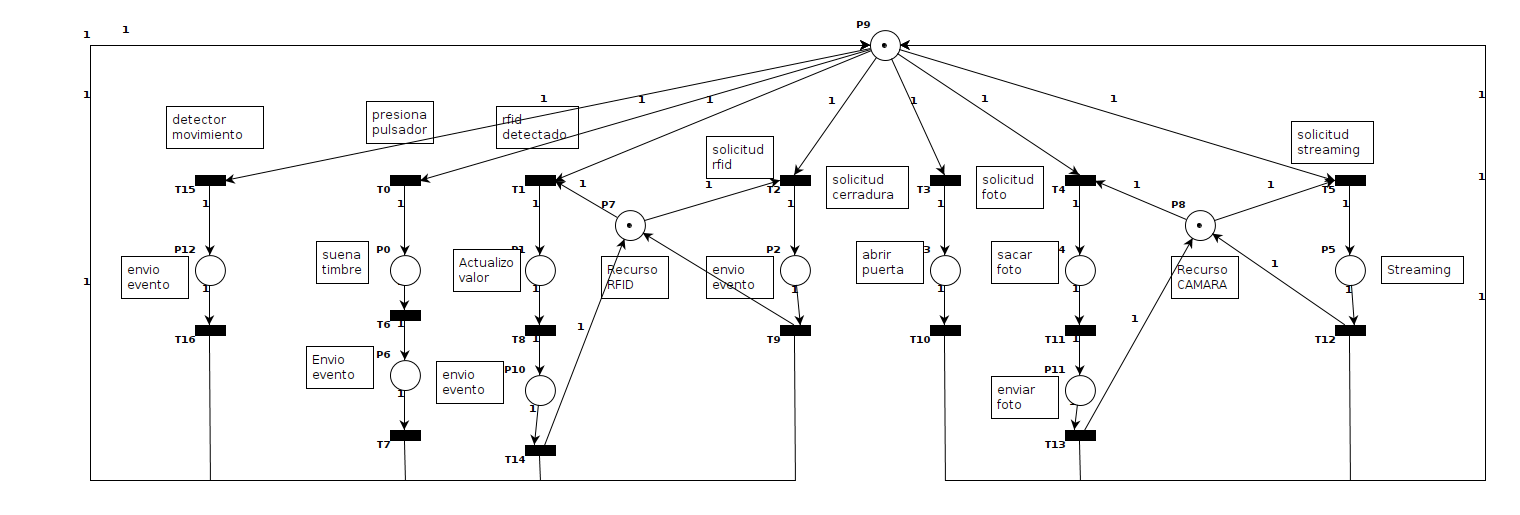 P9
1
1
1
1
1
1
1
1
1
1
1
1
detector
movimiento
presiona
pulsador
rfid
detectado
solicitud
rfid
solicitud
cerradura
solicitud
foto
solicitud
streaming
T15
T0
T1
T2
T3
T4
T5
1
1
1
1
1
1
1
1
1
1
1
1
P7
P8
P12
P0
P1
P2
3
4
P5
envio
evento
suena
timbre
Actualizo
valor
Recurso
RFID
envio
evento
abrir
puerta
sacar
foto
Recurso
CAMARA
Streaming
1
1
1
1
1
1
1
1
1
1
T16
T6
1
T8
1
1
T9
T10
T11
1
1
T12
Envio
evento
P6
1
envio
evento
P10
1
enviar
foto
P11
1
T7
T14
T13